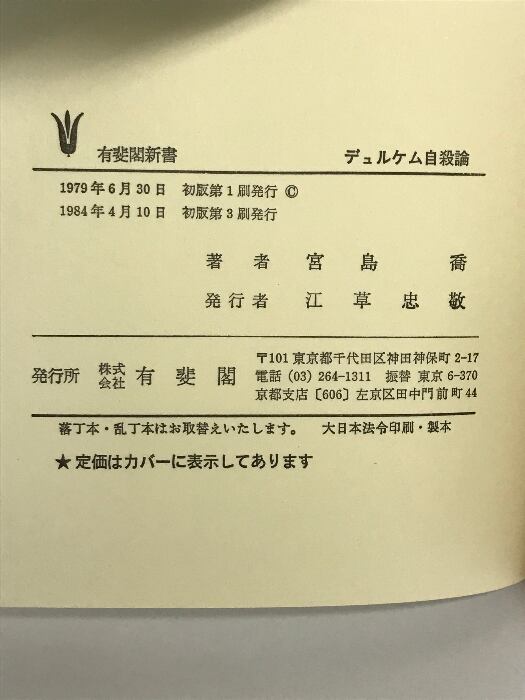 有斐閣新書 デュルケム自殺論
1979年6月30日 初版第1刷発行 ©
1984年4月10日 初版第3刷発行
著者 宮島喬
発行者 江草忠敬
発行所 株式会社 有斐閣
〒101 東京都千代田区神田神保町 2-17
電話 (03) 264-1311 振替 東京 6-370
京都支店〔606〕左京区田中門前町 44
落丁本・乱丁本はお取替えいたします。 大日本法令印刷・製本
★定価はカバーに表示してあります